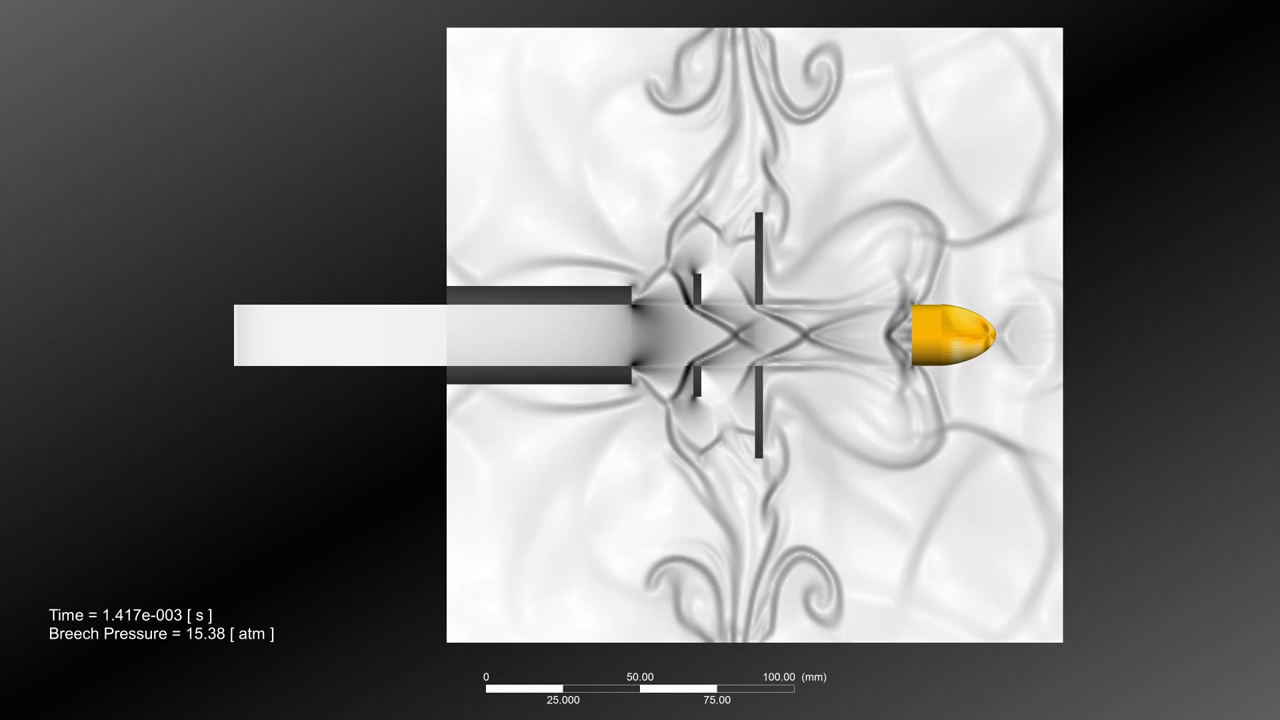 Time = 1.417e-003 [ s ]
Breech Pressure = 15.38 [ atm ]
0 50.00 100.00 (mm)
25.000 75.00